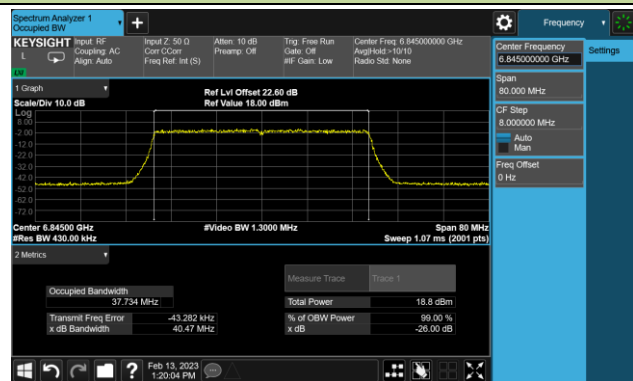 Spectrum Analyzer 1
Occupied BW
+
Frequency
KEYSIGHT
Input: RF
Input Z: 50 Ω
Atten: 10 dB
Trig: Free Run
Center Freq: 6.845000000 GHz
L
Coupling: AC
Corr CCorr
Preamp: Off
Gate: Off
Avg|Hold:>10/10
Align: Auto
Freq Ref: Int (S)
#IF Gain: Low
Radio Std: None
Center Frequency
6.845000000 GHz
Settings
Span
80.000 MHz
CF Step
8.000000 MHz
Auto
Man
Freq Offset
0 Hz
1 Graph
Ref Lvl Offset 22.60 dB
Scale/Div 10.0 dB
Ref Value 18.00 dBm
Log
8.00
-2.00
-12.0
-22.0
-32.0
-42.0
-52.0
-62.0
-72.0
Center 6.84500 GHz
#Video BW 1.3000 MHz
Span 80 MHz
#Res BW 430.00 kHz
Sweep 1.07 ms (2001 pts)
2 Metrics
Measure Trace
Trace 1
Occupied Bandwidth
37.734 MHz
Total Power
18.8 dBm
Transmit Freq Error
-43.282 kHz
% of OBW Power
99.00 %
x dB Bandwidth
40.47 MHz
x dB
-26.00 dB
?
Feb 13, 2023
1:20:04 PM